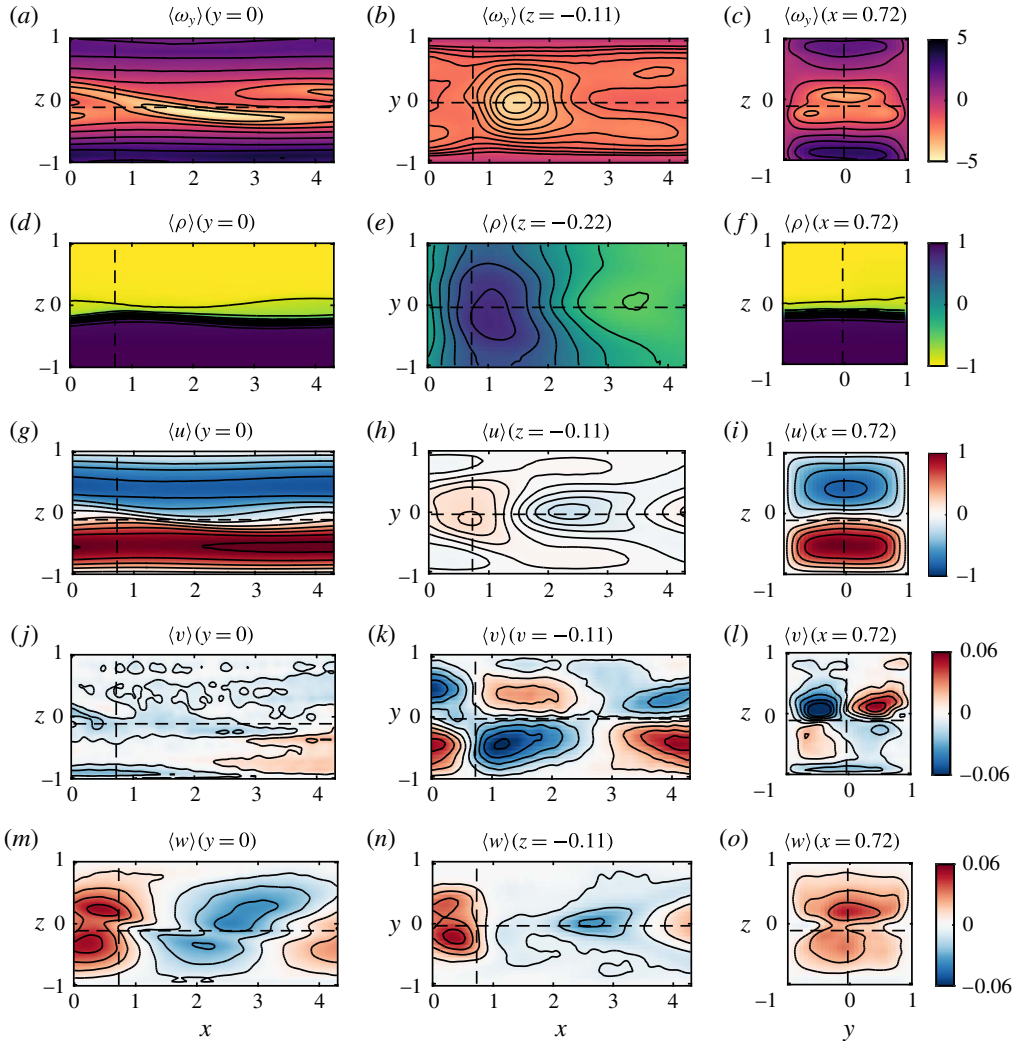 (a) ⟨ω_y⟩(y = 0) (b) ⟨ω_y⟩(z = −0.11) (c) ⟨ω_y⟩(x = 0.72)
1 1 1 5
z 0 y 0 z 0 0
−1 −1 −1 −5
0 1 2 3 4 0 1 2 3 4 −1 0 1
(d) ⟨ρ⟩(y = 0) (e) ⟨ρ⟩(z = −0.22) (f) ⟨ρ⟩(x = 0.72)
1 1 1 1
z 0 y 0 z 0 0
−1 −1 −1 −1
0 1 2 3 4 0 1 2 3 4 0 1
(g) ⟨u⟩(y = 0) (h) ⟨u⟩(z = −0.11) (i) ⟨u⟩(x = 0.72)
1 1 1 1
z 0 y 0 z 0 0
−1 −1 −1 −1
0 1 2 3 4 0 1 2 3 4 0 1
(j) ⟨v⟩(y = 0) (k) ⟨v⟩(v = −0.11) (l) ⟨v⟩(x = 0.72)
1 1 1 0.06
z 0 y 0 z 0 0
−1 −1 −1 −0.06
0 1 2 3 4 0 1 2 3 4 0 1
(m) ⟨w⟩(y = 0) (n) ⟨w⟩(z = −0.11) (o) ⟨w⟩(x = 0.72)
1 1 1 0.06
z 0 y 0 z 0 0
−1 −1 −1 −0.06
0 1 2 3 4 0 1 2 3 4 0 1
x x y